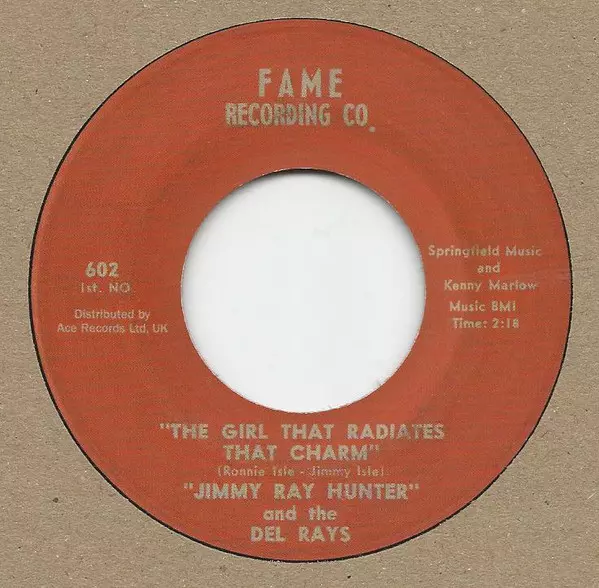 FAME
RECORDING CO.
602
1st. NO.
Distributed by
Ace Records Ltd, UK
Springfield Music
and
Kenny Marlow
Music BMI
Time: 2:18
"THE GIRL THAT RADIATES
THAT CHARM"
(Ronnie Isle - Jimmy Isle)
"JIMMY RAY HUNTER"
and the
DEL RAYS